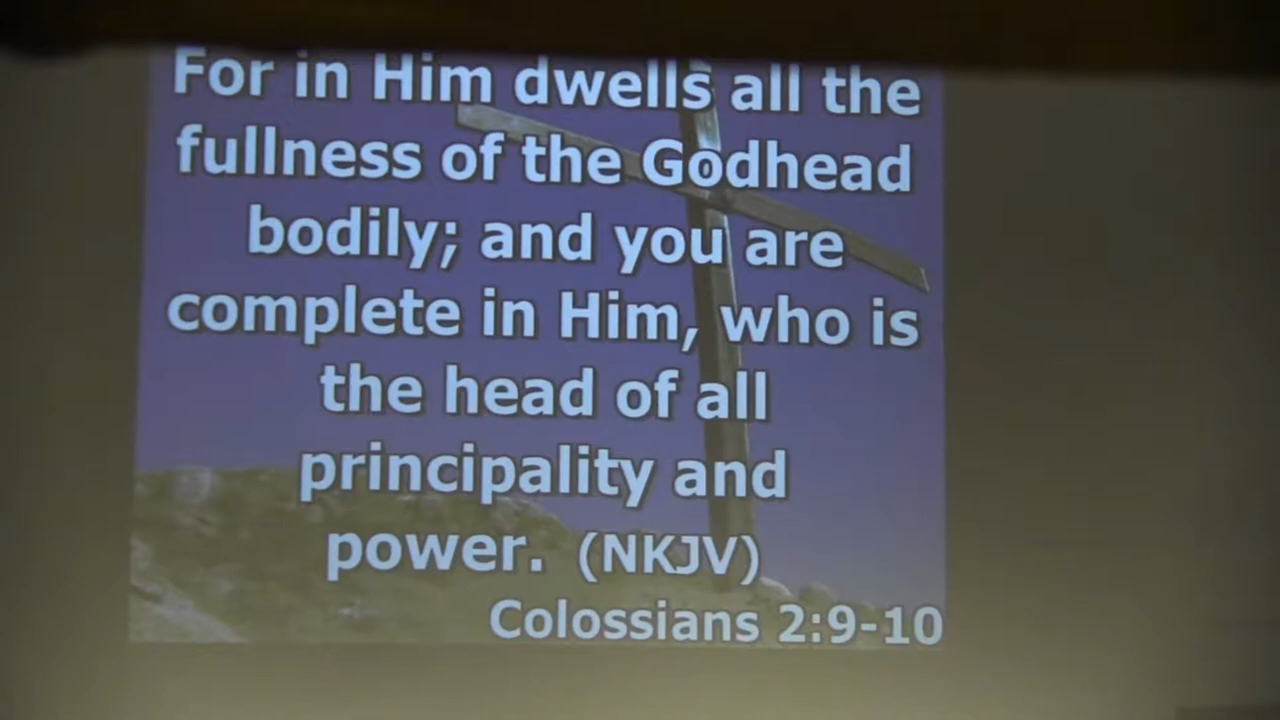 For in Him dwells all the
fullness of the Godhead
bodily; and you are
complete in Him, who is
the head of all
principality and
power. (NKJV)
Colossians 2:9-10